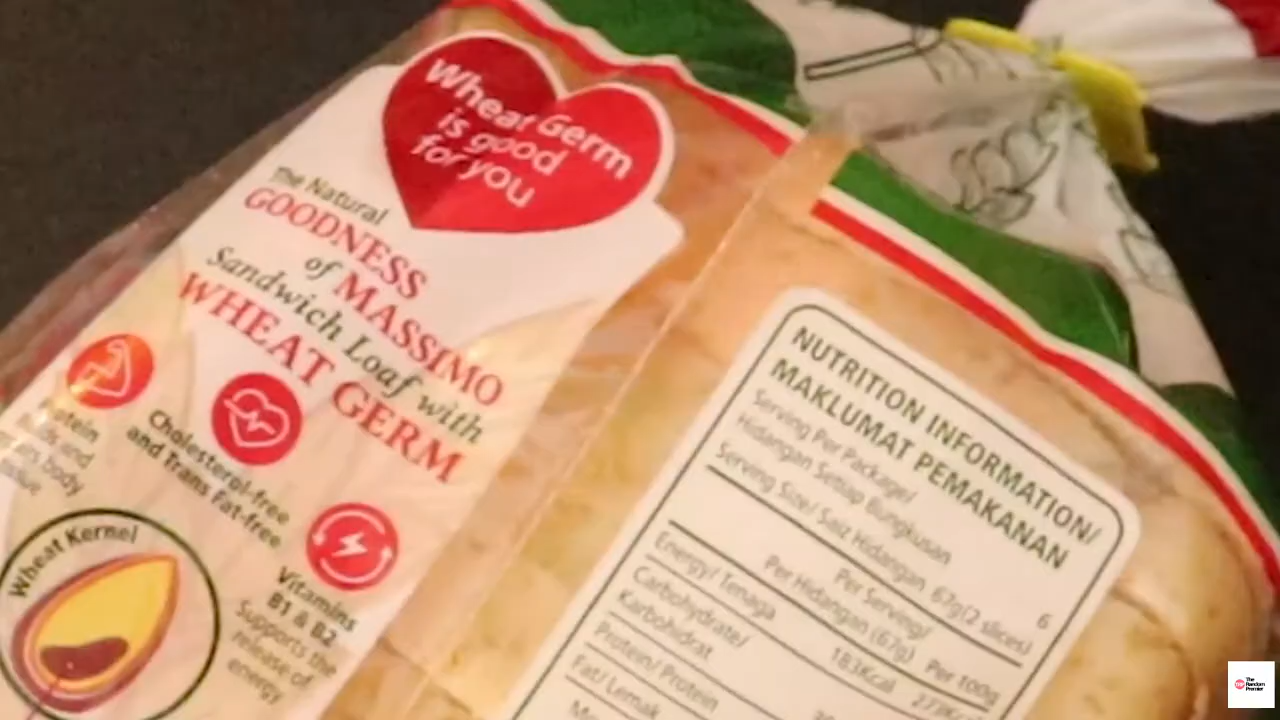 Wheat Germ
is good
for you
The Natural
GOODNESS
of MASSIMO
Sandwich Loaf with
WHEAT GERM
Cholesterol-free
and Trans Fat-free
Vitamins
B1 & B2
Supports the
release of
energy
Wheat Kernel
NUTRITION INFORMATION/
MAKLUMAT PEMAKANAN
Serving Per Package/
Hidangan Setiap Bungkusan 6
Serving Size/ Saiz Hidangan 67g(2 slices)
Per Serving/
Per Hidangan (67g) Per 100g
Energy/ Tenaga 183Kcal
Carbohydrate/
Karbohidrat
Protein/ Protein
Fat/ Lemak
The
Random
Premier